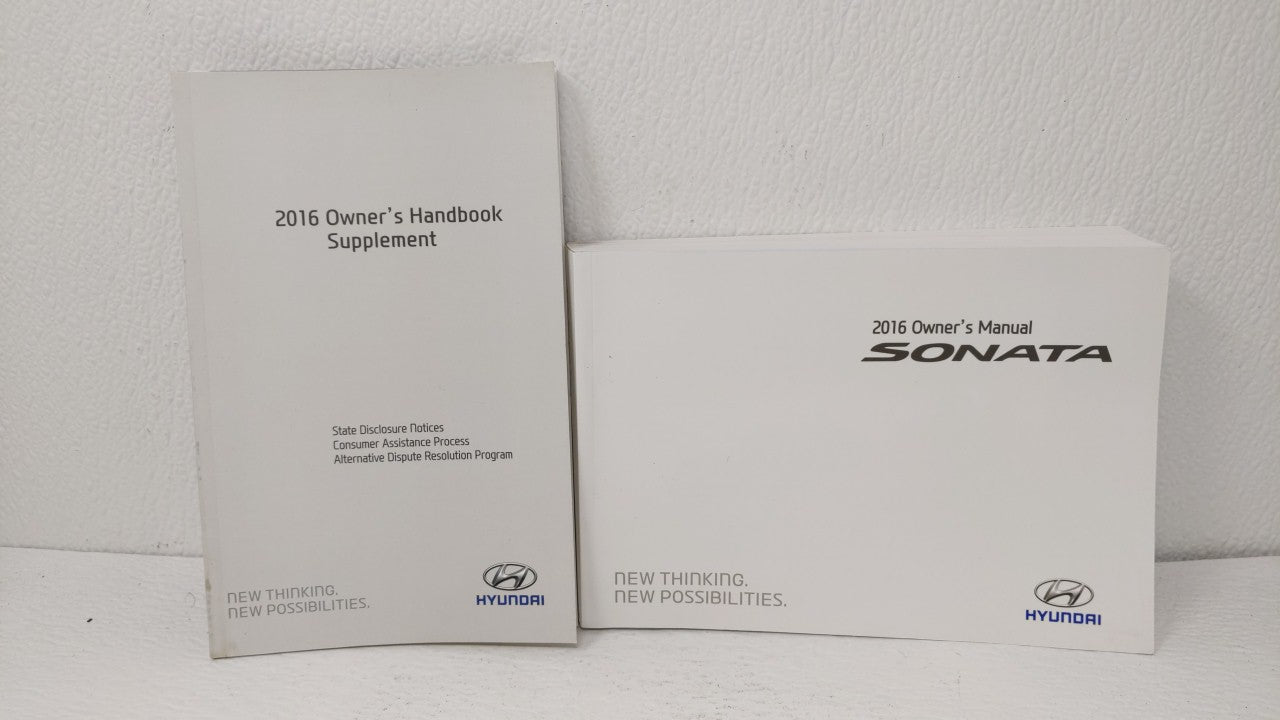 2016 Owner's Handbook
Supplement
State Disclosure Notices
Consumer Assistance Process
Alternative Dispute Resolution Program
NEW THINKING.
NEW POSSIBILITIES.
HYUNDAI
2016 Owner's Manual
SONATA
NEW THINKING.
NEW POSSIBILITIES.
HYUNDAI